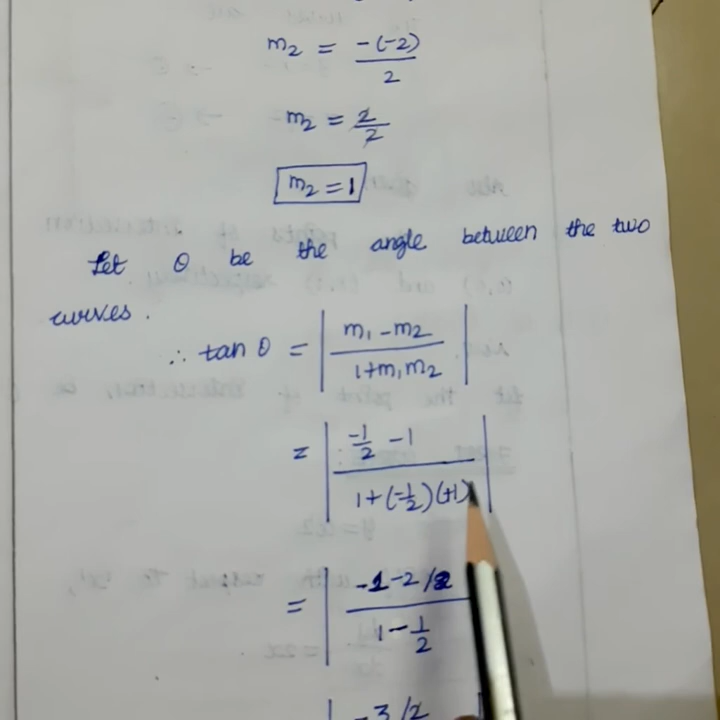 m2 = -(-2)/2
m2 = 2/2
m2 = 1
Let θ be the angle between the two
curves.
∴ tan θ = | m1 - m2 / 1+m1m2 |
= | -1/2 - 1 / 1+(-1/2)(+1) |
= | -1-2/2 / 1-1/2 |
| -3/2